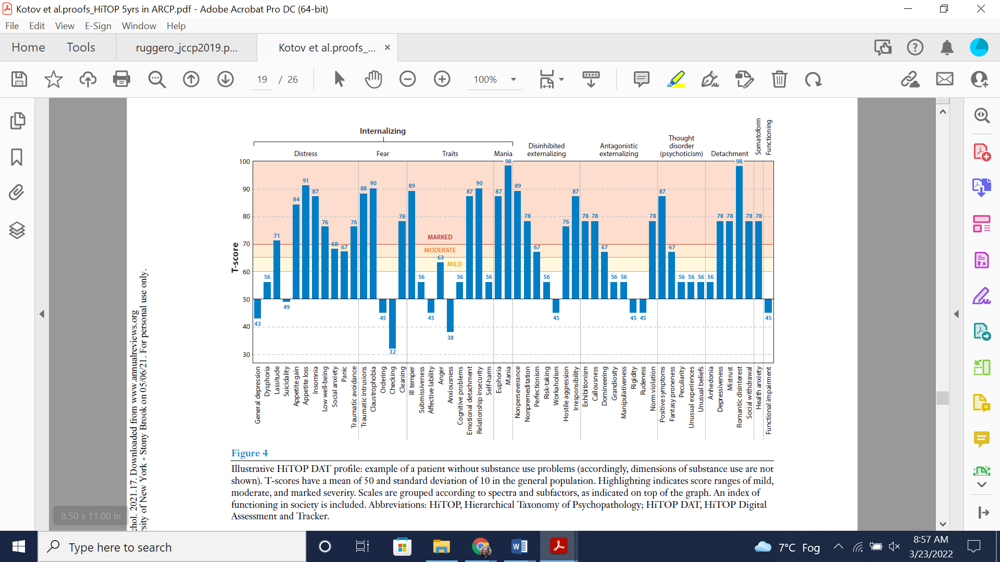 Kotov et al.proofs_HiTOP 5yrs in ARCP.pdf - Adobe Acrobat Pro DC (64-bit)
File Edit View E-Sign Window Help
Home Tools ruggero_jccp2019.p... Kotov et al.proofs_... ×
19 / 26 100%
Somatoform
Functioning
Internalizing
Distress Fear Traits Mania
Disinhibited
externalizing
Antagonistic
externalizing
Thought
disorder
(psychoticism)
Detachment
T-score
100
90
80
70
60
50
40
30
MARKED
MODERATE
MILD
43 56 71 49 84 91 87 76 68 67 76 88 90 45 32 78 89 56 45 63 38 56 87 90 56 87 98 89 78 67 56 45 76 87 78 78 67 56 56 45 45 78 87 67 56 56 56 56 78 78 98 78 78 45
General depression
Dysphoria
Lassitude
Suicidality
Appetite gain
Appetite loss
Insomnia
Low well-being
Social anxiety
Panic
Traumatic avoidance
Traumatic intrusions
Claustrophobia
Ordering
Checking
Cleaning
Ill temper
Submissiveness
Affective lability
Anger
Anxiousness
Cognitive problems
Emotional detachment
Relationship insecurity
Self-harm
Euphoria
Mania
Nonperseverance
Nonpremeditation
Perfectionism
Risk-taking
Workaholism
Hostile aggression
Irresponsibility
Exhibitionism
Callousness
Domineering
Grandiosity
Manipulativeness
Rigidity
Rudeness
Norm violation
Positive symptoms
Fantasy proneness
Peculiarity
Unusual experiences
Unusual beliefs
Anhedonia
Depressiveness
Mistrust
Romantic disinterest
Social withdrawal
Health anxiety
Functional impairment
Figure 4
Illustrative HiTOP DAT profile: example of a patient without substance use problems (accordingly, dimensions of substance use are not
shown). T-scores have a mean of 50 and standard deviation of 10 in the general population. Highlighting indicates score ranges of mild,
moderate, and marked severity. Scales are grouped according to spectra and subfactors, as indicated on top of the graph. An index of
functioning in society is included. Abbreviations: HiTOP, Hierarchical Taxonomy of Psychopathology; HiTOP DAT, HiTOP Digital
Assessment and Tracker.
chol. 2021.17. Downloaded from www.annualreviews.org
rsity of New York - Stony Brook on 05/06/21. For personal use only.
8.50 x 11.00 in
Type here to search
7°C Fog
8:57 AM
3/23/2022